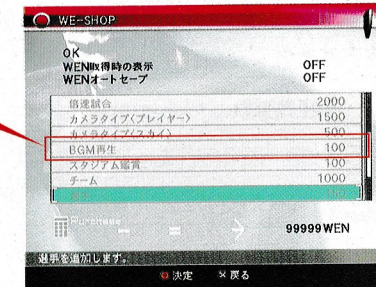 WE-SHOP
OK
WEN取得時の表示 OFF
WENオートセーブ OFF
倍速試合 2000
カメラタイプ〈プレイヤー〉 1500
カメラタイプ〈スカイ〉 500
BGM再生 100
スタジアム鑑賞 100
チーム 1000
Purchase
99999WEN
選手を追加します。
決定 ×戻る